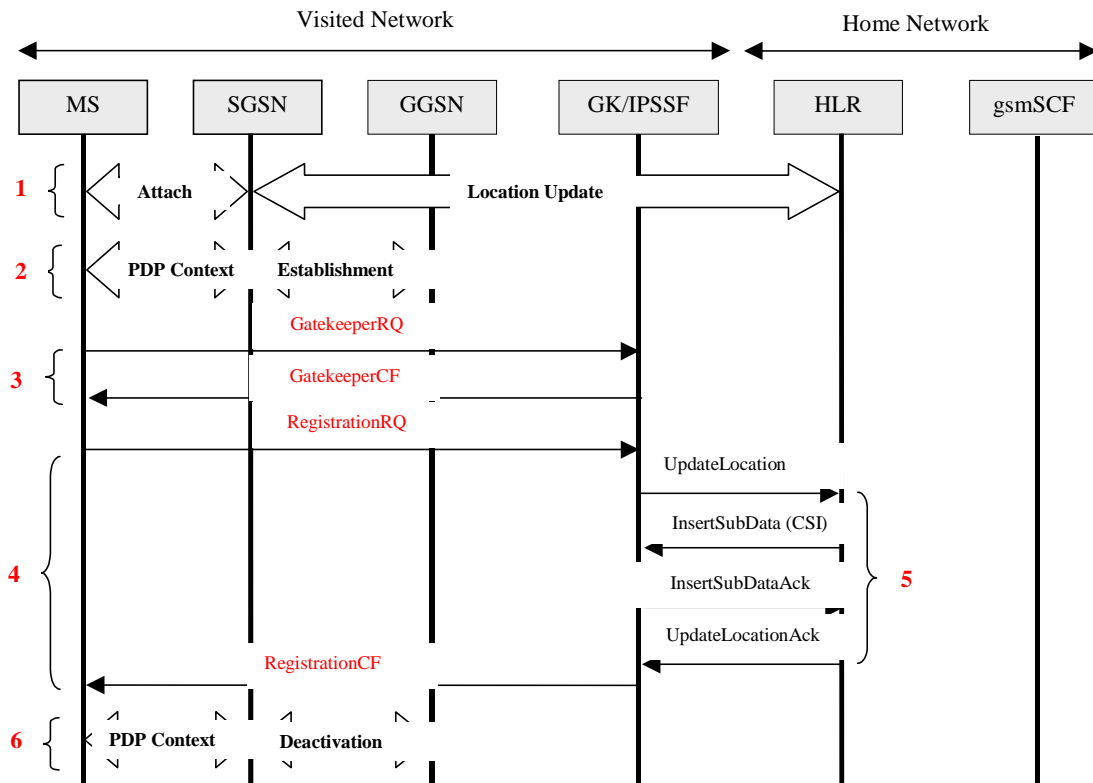 Visited Network
Home Network
MS
SGSN
GGSN
GK/IPSSF
HLR
gsmSCF
1
Attach
Location Update
2
PDP Context
Establishment
GatekeeperRQ
3
GatekeeperCF
RegistrationRQ
UpdateLocation
InsertSubData (CSI)
4
5
InsertSubDataAck
UpdateLocationAck
RegistrationCF
6
PDP Context
Deactivation